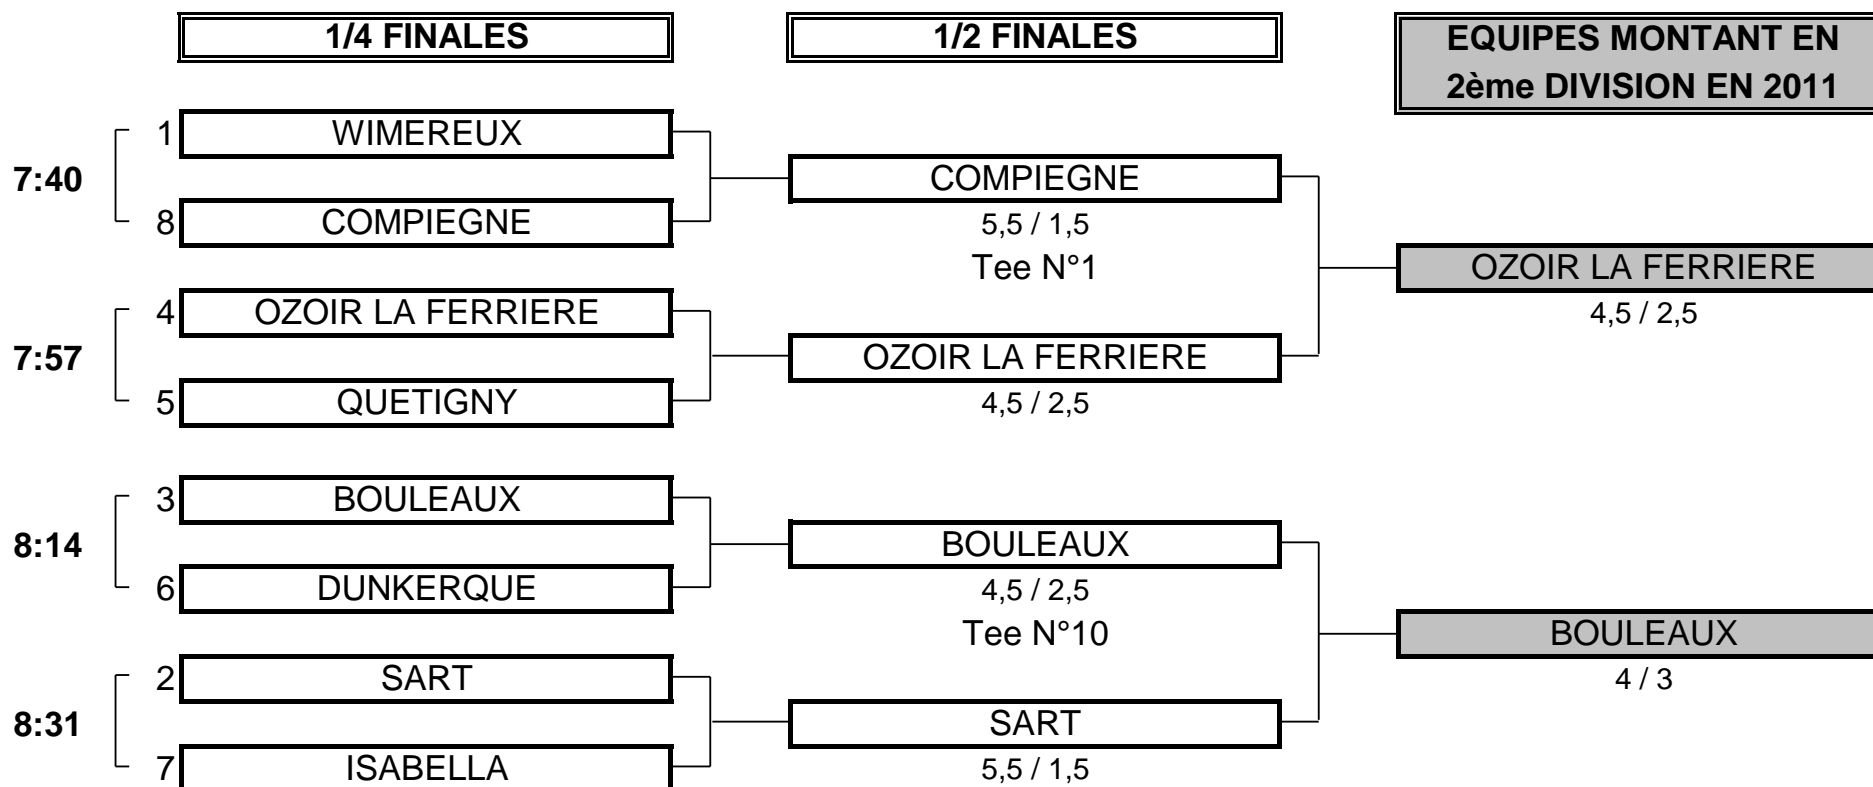 1/4 FINALES
1/2 FINALES
EQUIPES MONTANT EN
2ème DIVISION EN 2011
7:40
1 WIMEREUX
8 COMPIEGNE
COMPIEGNE
5,5 / 1,5
Tee N°1
7:57
4 OZOIR LA FERRIERE
5 QUETIGNY
OZOIR LA FERRIERE
4,5 / 2,5
OZOIR LA FERRIERE
4,5 / 2,5
8:14
3 BOULEAUX
6 DUNKERQUE
BOULEAUX
4,5 / 2,5
Tee N°10
8:31
2 SART
7 ISABELLA
SART
5,5 / 1,5
BOULEAUX
4 / 3